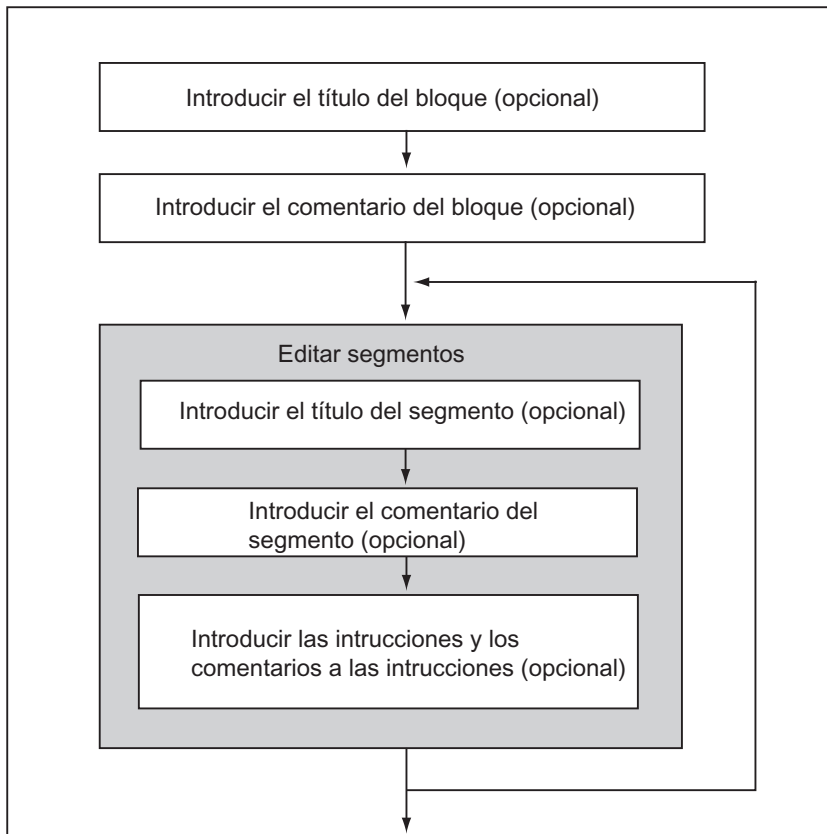 Introducir el título del bloque (opcional)
Introducir el comentario del bloque (opcional)
Editar segmentos
Introducir el título del segmento (opcional)
Introducir el comentario del
segmento (opcional)
Introducir las intrucciones y los
comentarios a las intrucciones (opcional)